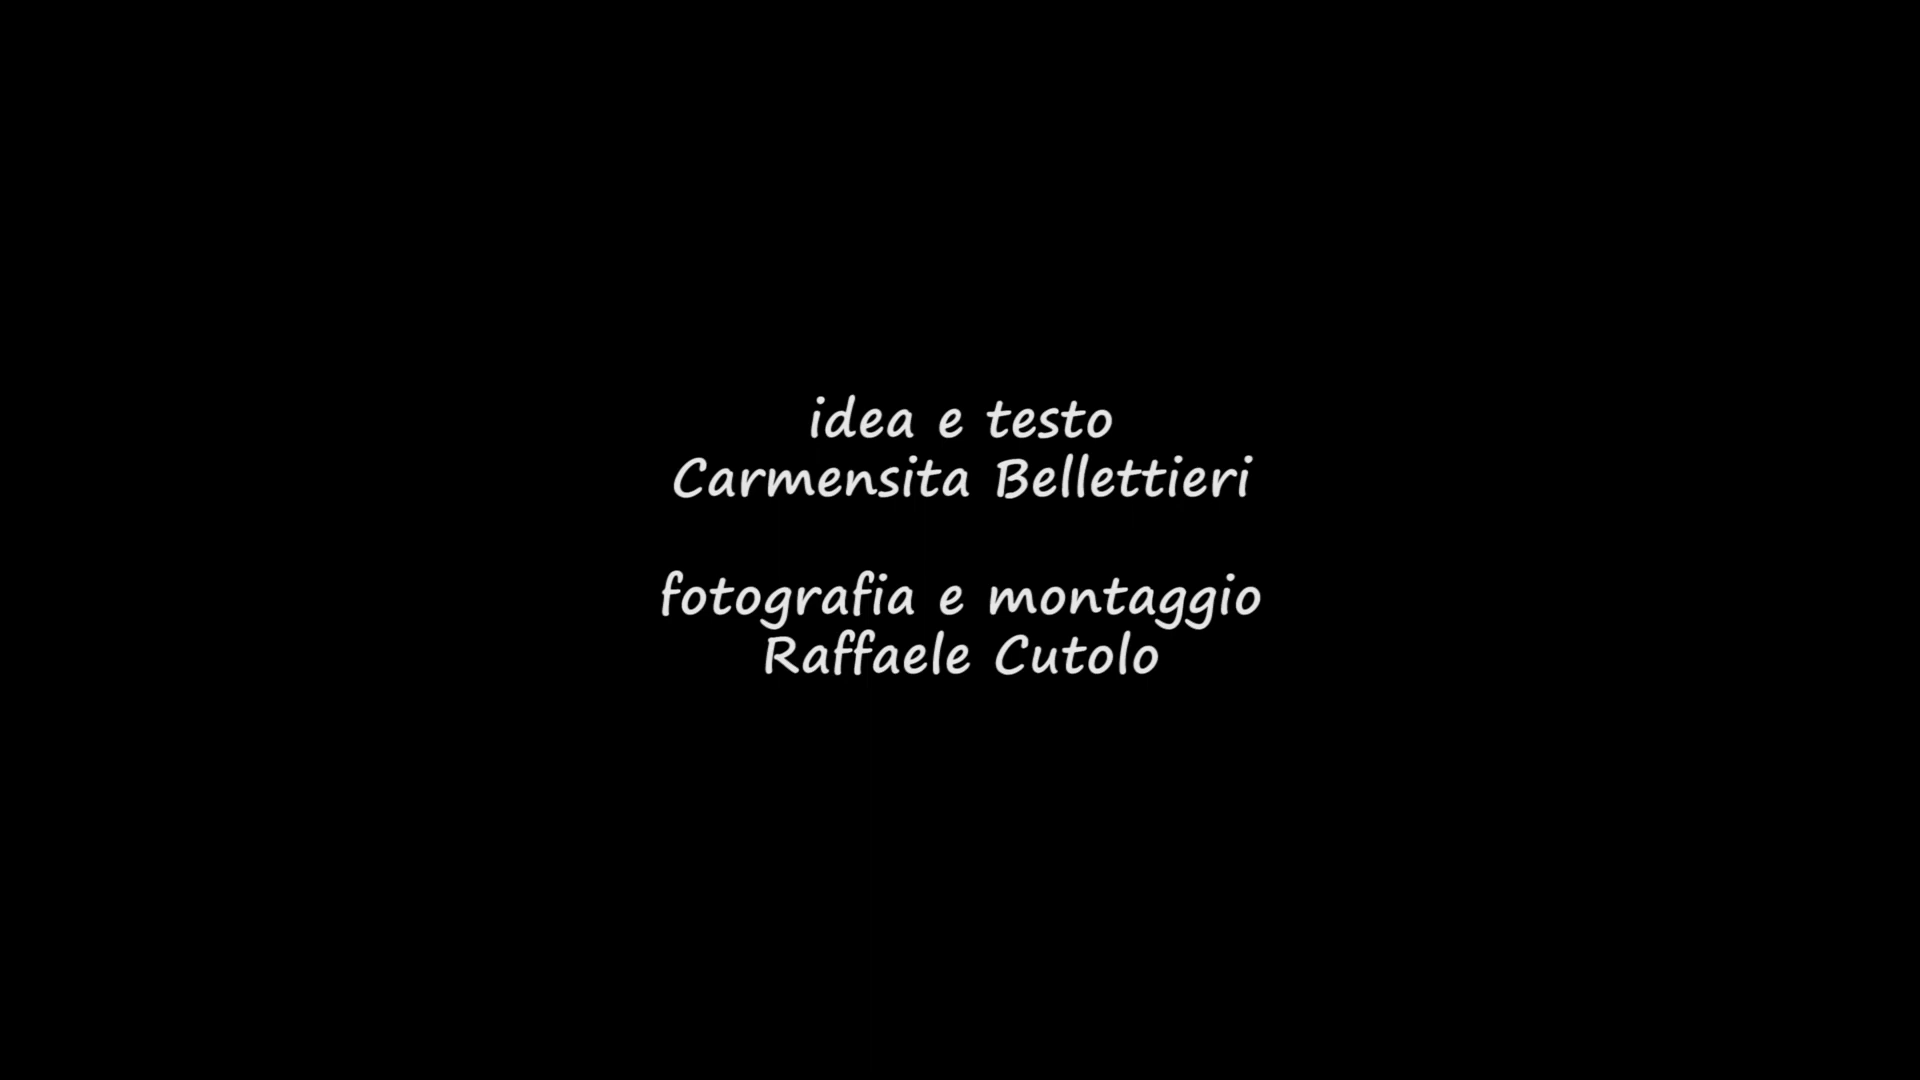 idea e testo
Carmensita Bellettieri
fotografia e montaggio
Raffaele Cutolo